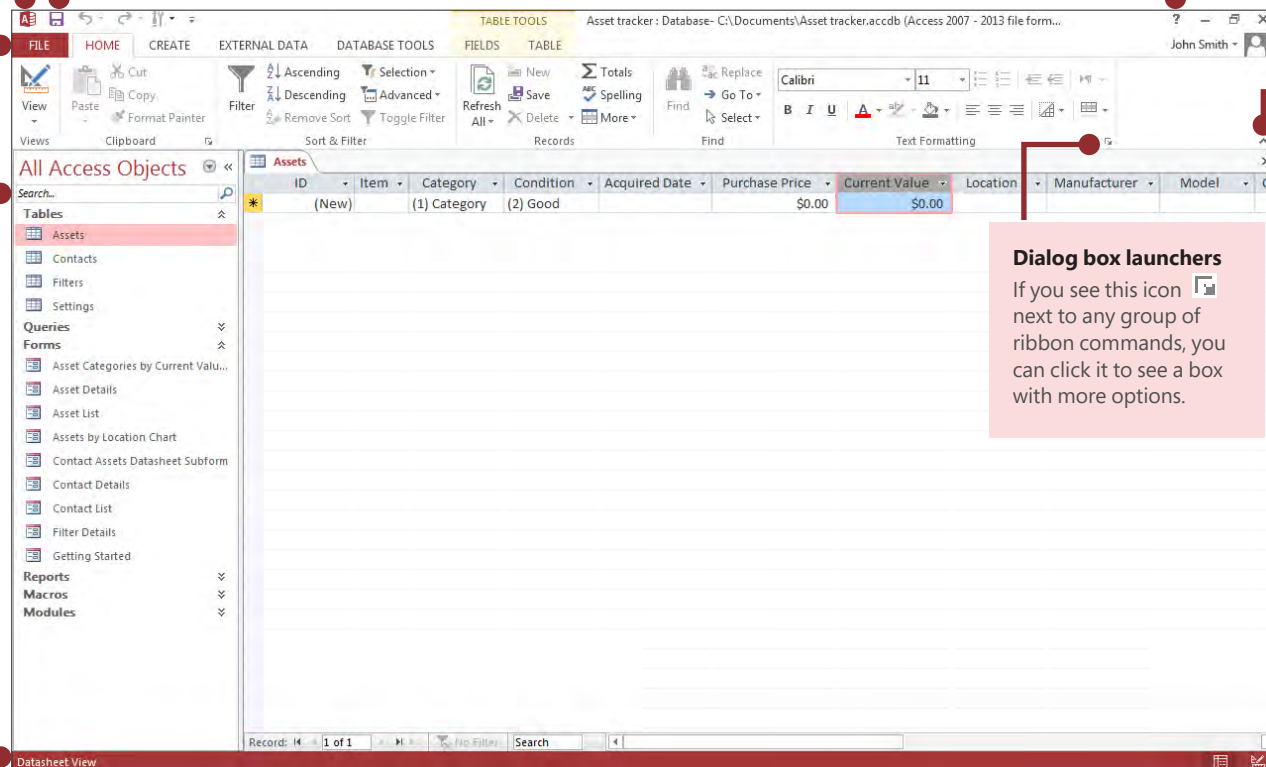 TABLE TOOLS
Asset tracker : Database- C:\Documents\Asset tracker.accdb (Access 2007 - 2013 file form...
?
FILE HOME CREATE EXTERNAL DATA DATABASE TOOLS FIELDS TABLE
John Smith
View
Paste
Cut
Copy
Format Painter
Filter
Ascending
Descending
Remove Sort
Selection
Advanced
Toggle Filter
Refresh
All
New
Save
Delete
Totals
Spelling
More
Find
Replace
Go To
Select
Calibri 11
B I U A
Views Clipboard Sort & Filter Records Find Text Formatting
All Access Objects
Search...
Tables
Assets
Contacts
Filters
Settings
Queries
Forms
Asset Categories by Current Valu...
Asset Details
Asset List
Assets by Location Chart
Contact Assets Datasheet Subform
Contact Details
Contact List
Filter Details
Getting Started
Reports
Macros
Modules
Assets
ID Item Category Condition Acquired Date Purchase Price Current Value Location Manufacturer Model
* (New) (1) Category (2) Good $0.00 $0.00
Dialog box launchers
If you see this icon
next to any group of
ribbon commands, you
can click it to see a box
with more options.
Record: 1 of 1 No Filter Search
Datasheet View